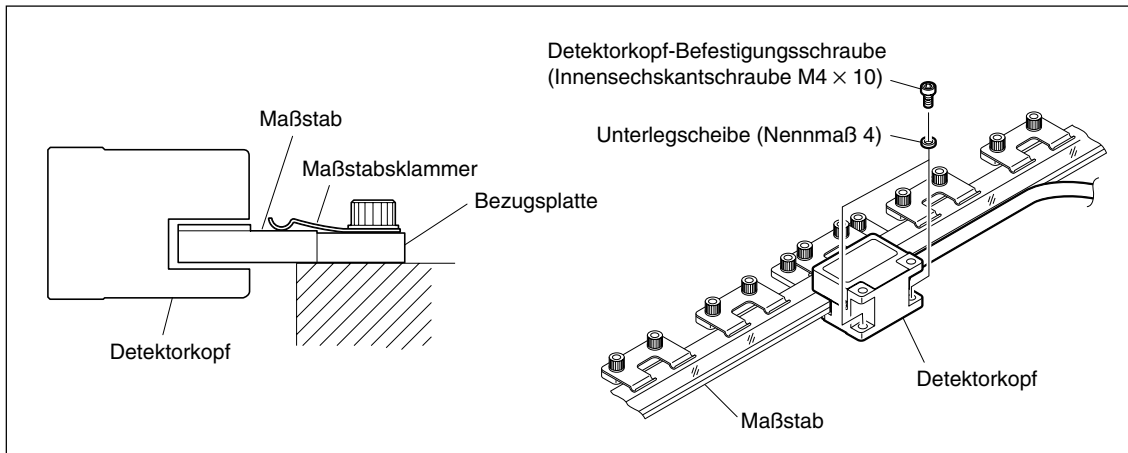 Detektorkopf-Befestigungsschraube
(Innensechskantschraube M4 × 10)
Maßstab
Unterlegscheibe (Nennmaß 4)
Maßstabsklammer
Bezugsplatte
Detektorkopf
Detektorkopf
Maßstab